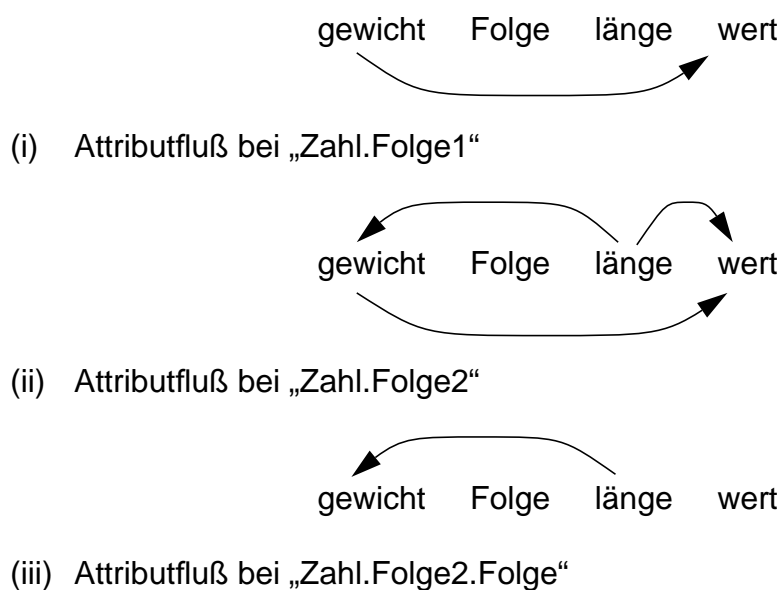 gewicht Folge länge wert
(i) Attributfluß bei „Zahl.Folge1“
gewicht Folge länge wert
(ii) Attributfluß bei „Zahl.Folge2“
gewicht Folge länge wert
(iii) Attributfluß bei „Zahl.Folge2.Folge“